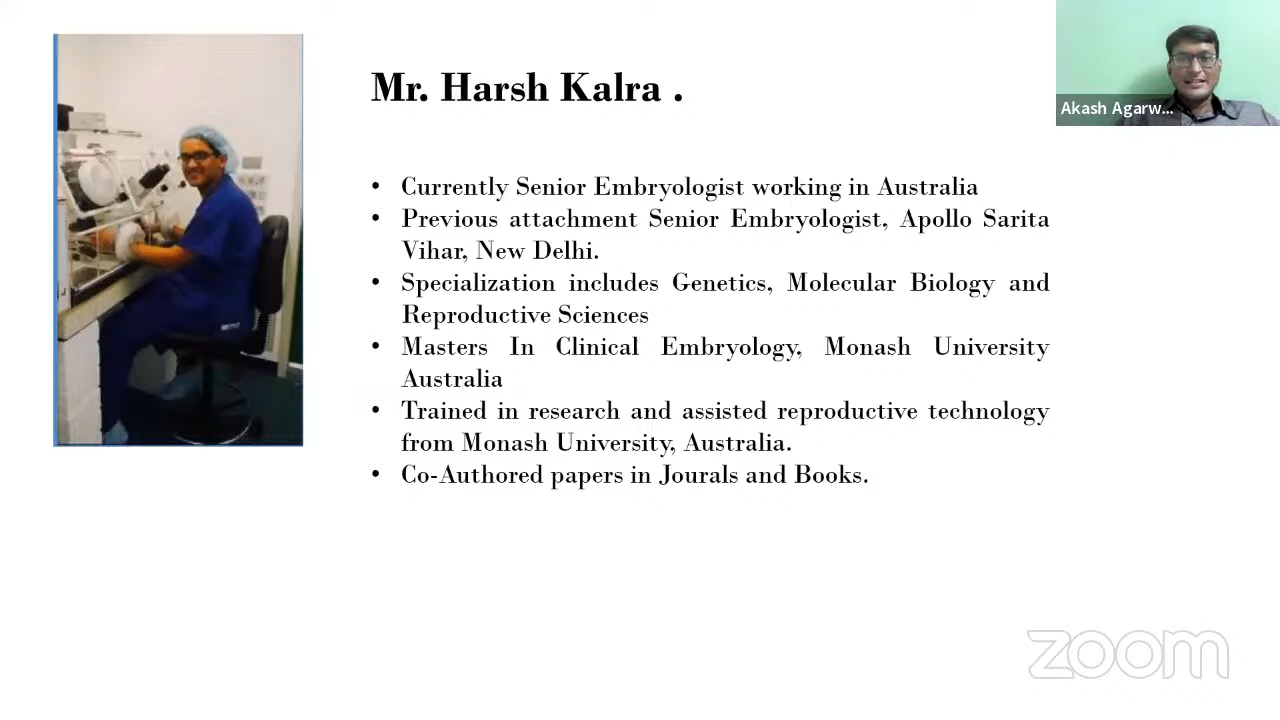 Mr. Harsh Kalra .
Akash Agarw...
• Currently Senior Embryologist working in Australia
• Previous attachment Senior Embryologist, Apollo Sarita
Vihar, New Delhi.
• Specialization includes Genetics, Molecular Biology and
Reproductive Sciences
• Masters In Clinical Embryology, Monash University
Australia
• Trained in research and assisted reproductive technology
from Monash University, Australia.
• Co-Authored papers in Jourals and Books.
zoom